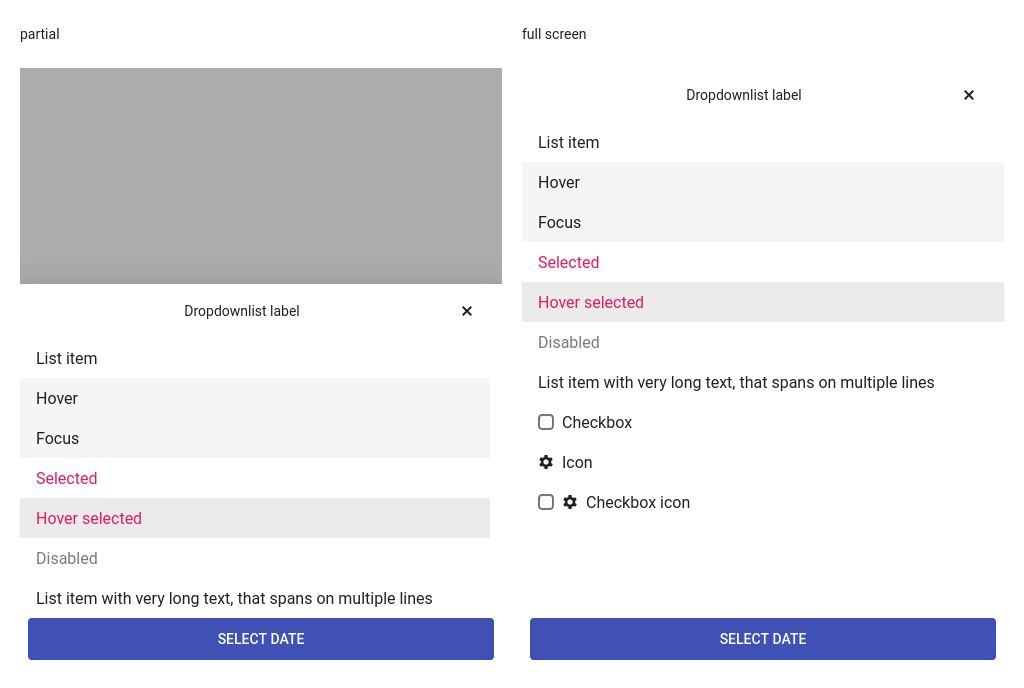 partial
Dropdownlist label
List item
Hover
Focus
Selected
Hover selected
Disabled
List item with very long text, that spans on multiple lines
SELECT DATE
full screen
Dropdownlist label
List item
Hover
Focus
Selected
Hover selected
Disabled
List item with very long text, that spans on multiple lines
Checkbox
Icon
Checkbox icon
SELECT DATE